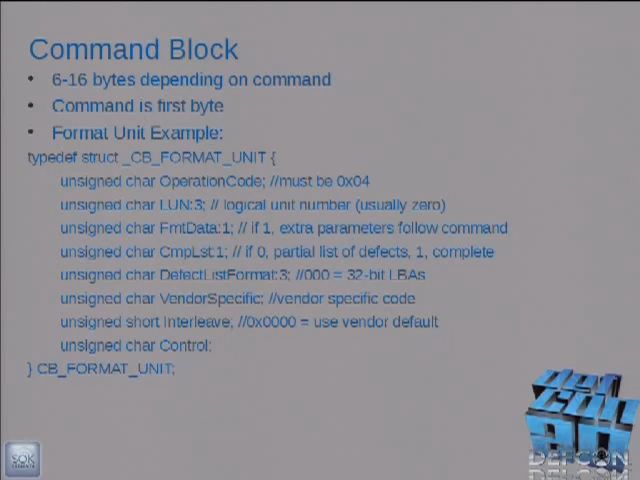 Command Block
• 6-16 bytes depending on command
• Command is first byte
• Format Unit Example:
typedef struct _CB_FORMAT_UNIT {
unsigned char OperationCode; //must be 0x04
unsigned char LUN:3; // logical unit number (usually zero)
unsigned char FmtData:1; // if 1, extra parameters follow command
unsigned char CmpLst:1; // if 0, partial list of defects, 1, complete
unsigned char DefectListFormat:3; //000 = 32-bit LBAs
unsigned char VendorSpecific; //vendor specific code
unsigned short Interleave; //0x0000 = use vendor default
unsigned char Control;
} CB_FORMAT_UNIT;
DEFCON
SOK